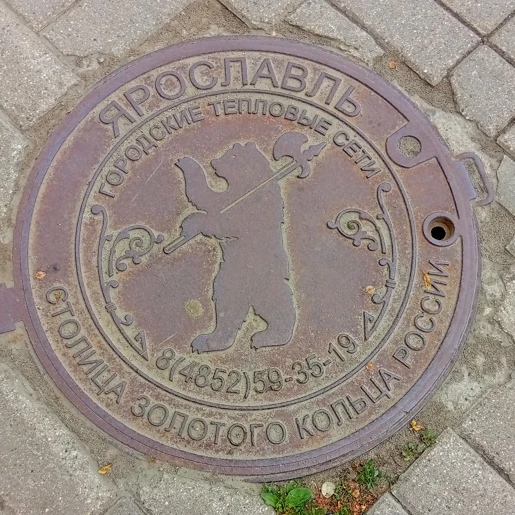 ЯРОСЛАВЛЬ
ГОРОДСКИЕ ТЕПЛОВЫЕ СЕТИ
8(4852)59-35-19
СТОЛИЦА ЗОЛОТОГО КОЛЬЦА РОССИИ